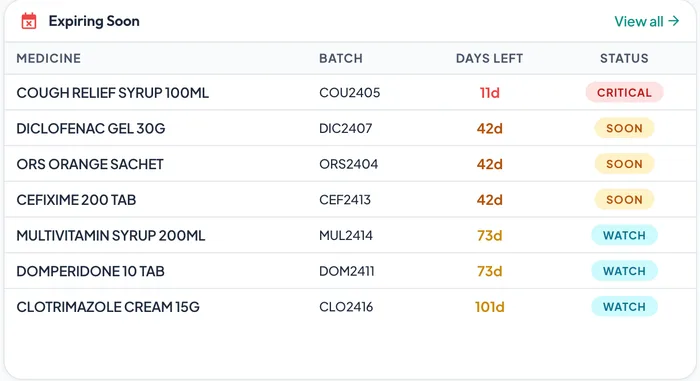 Expiring Soon View all →
MEDICINE BATCH DAYS LEFT STATUS
COUGH RELIEF SYRUP 100ML COU2405 11d CRITICAL
DICLOFENAC GEL 30G DIC2407 42d SOON
ORS ORANGE SACHET ORS2404 42d SOON
CEFIXIME 200 TAB CEF2413 42d SOON
MULTIVITAMIN SYRUP 200ML MUL2414 73d WATCH
DOMPERIDONE 10 TAB DOM2411 73d WATCH
CLOTRIMAZOLE CREAM 15G CLO2416 101d WATCH